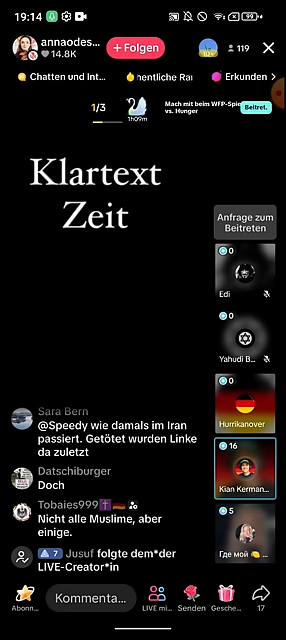 19:14
99
annaodes...
14.8K
+ Folgen
119
Chatten und Int...
hentliche Ran
Erkunden >
1/3
1h09m
Mach mit beim WFP-Spie
vs. Hunger
Beitret.
Klartext
Zeit
Anfrage zum
Beitreten
0
Edi
0
Yahudi B...
0
Hurrikanover
16
Kian Kerman...
5
Где мой 🍋 ...
Sara Bern
@Speedy wie damals im Iran
passiert. Getötet wurden Linke
da zuletzt
Datschiburger
Doch
Tobaies999✝️🇩🇪
Nicht alle Muslime, aber
einige.
7 Jusuf folgte dem*der
LIVE-Creator*in
Abonn...
Kommenta...
LIVE mi...
Senden
Gesche...
17